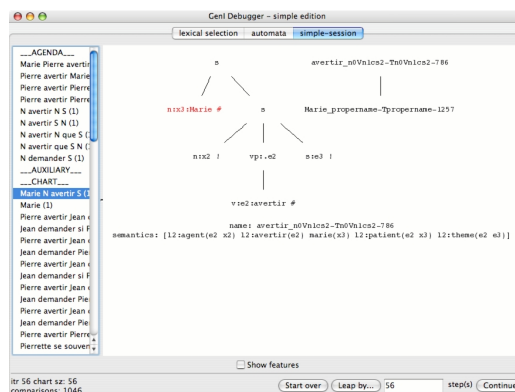 GenI Debugger - simple edition
lexical selection automata simple-session
___AGENDA___
Marie Pierre avertir
Pierre avertir Marie
Pierre avertir Pierre
Pierre avertir Pierre
N avertir N S (1)
N avertir S N (1)
N avertir N que S (
N avertir que S N (
N demander S (1)
___AUXILIARY___
___CHART___
Marie N avertir S (1
Marie (1)
Pierre avertir Jean
Jean demander si P
Pierre avertir Jean
Jean demander Pie
Pierre avertir Jean
Jean demander si P
Pierre avertir Jean
Jean demander Pie
Pierre avertir Jean
Jean demander Pie
Pierre avertir Pierre
Pierrette se souven
s
n:x3:Marie # s
n:x2 ! vp:.e2 s:e3 !
v:e2:avertir #
avertir_n0Vn1cs2-Tn0Vn1cs2-786
Marie_propername-Tpropername-1257
name: avertir_n0Vn1cs2-Tn0Vn1cs2-786
semantics: [l2:agent(e2 x2) l2:avertir(e2) marie(x3) l2:patient(e2 x3) l2:theme(e2 e3)]
Show features
itr 56 chart sz: 56
comparisons: 1046
Start over Leap by... 56 step(s) Continue